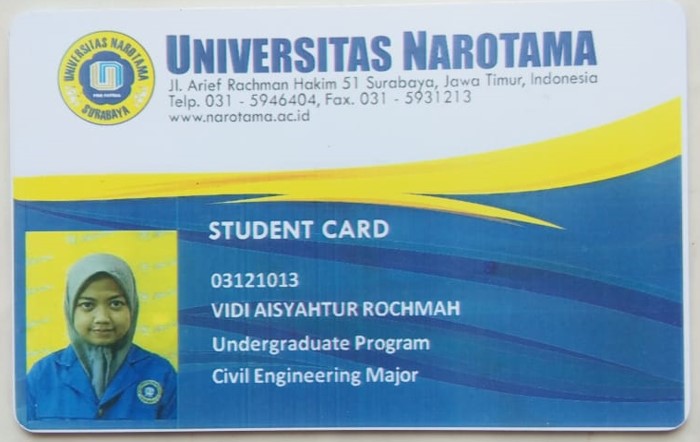 UNIVERSITAS NAROTAMA
SURABAYA
UNIVERSITAS NAROTAMA
Jl. Arief Rachman Hakim 51 Surabaya, Jawa Timur, Indonesia
Telp. 031 - 5946404, Fax. 031 - 5931213
www.narotama.ac.id
STUDENT CARD
03121013
VIDI AISYAHTUR ROCHMAH
Undergraduate Program
Civil Engineering Major